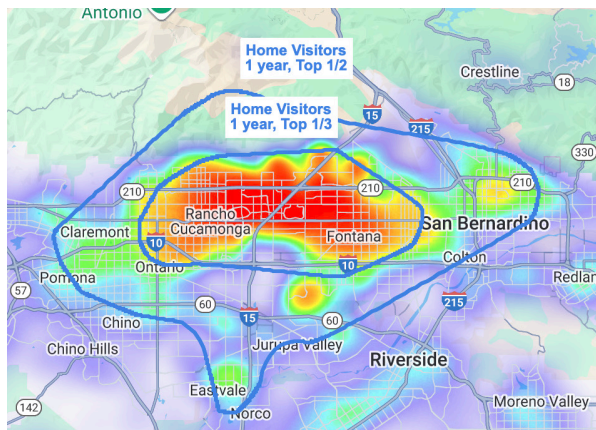 Antonio
Home Visitors
1 year, Top 1/2
Crestline
18
Home Visitors
1 year, Top 1/3
15
215
330
210
210
210
Rancho
Cucamonga
San Bernardino
Claremont
Fontana
10
Ontario
10
Colton
Pomona
Redlan
57
60
215
15
60
Chino
Jurupa Valley
Chino Hills
Riverside
Eastvale
Moreno Valley
142
Norco